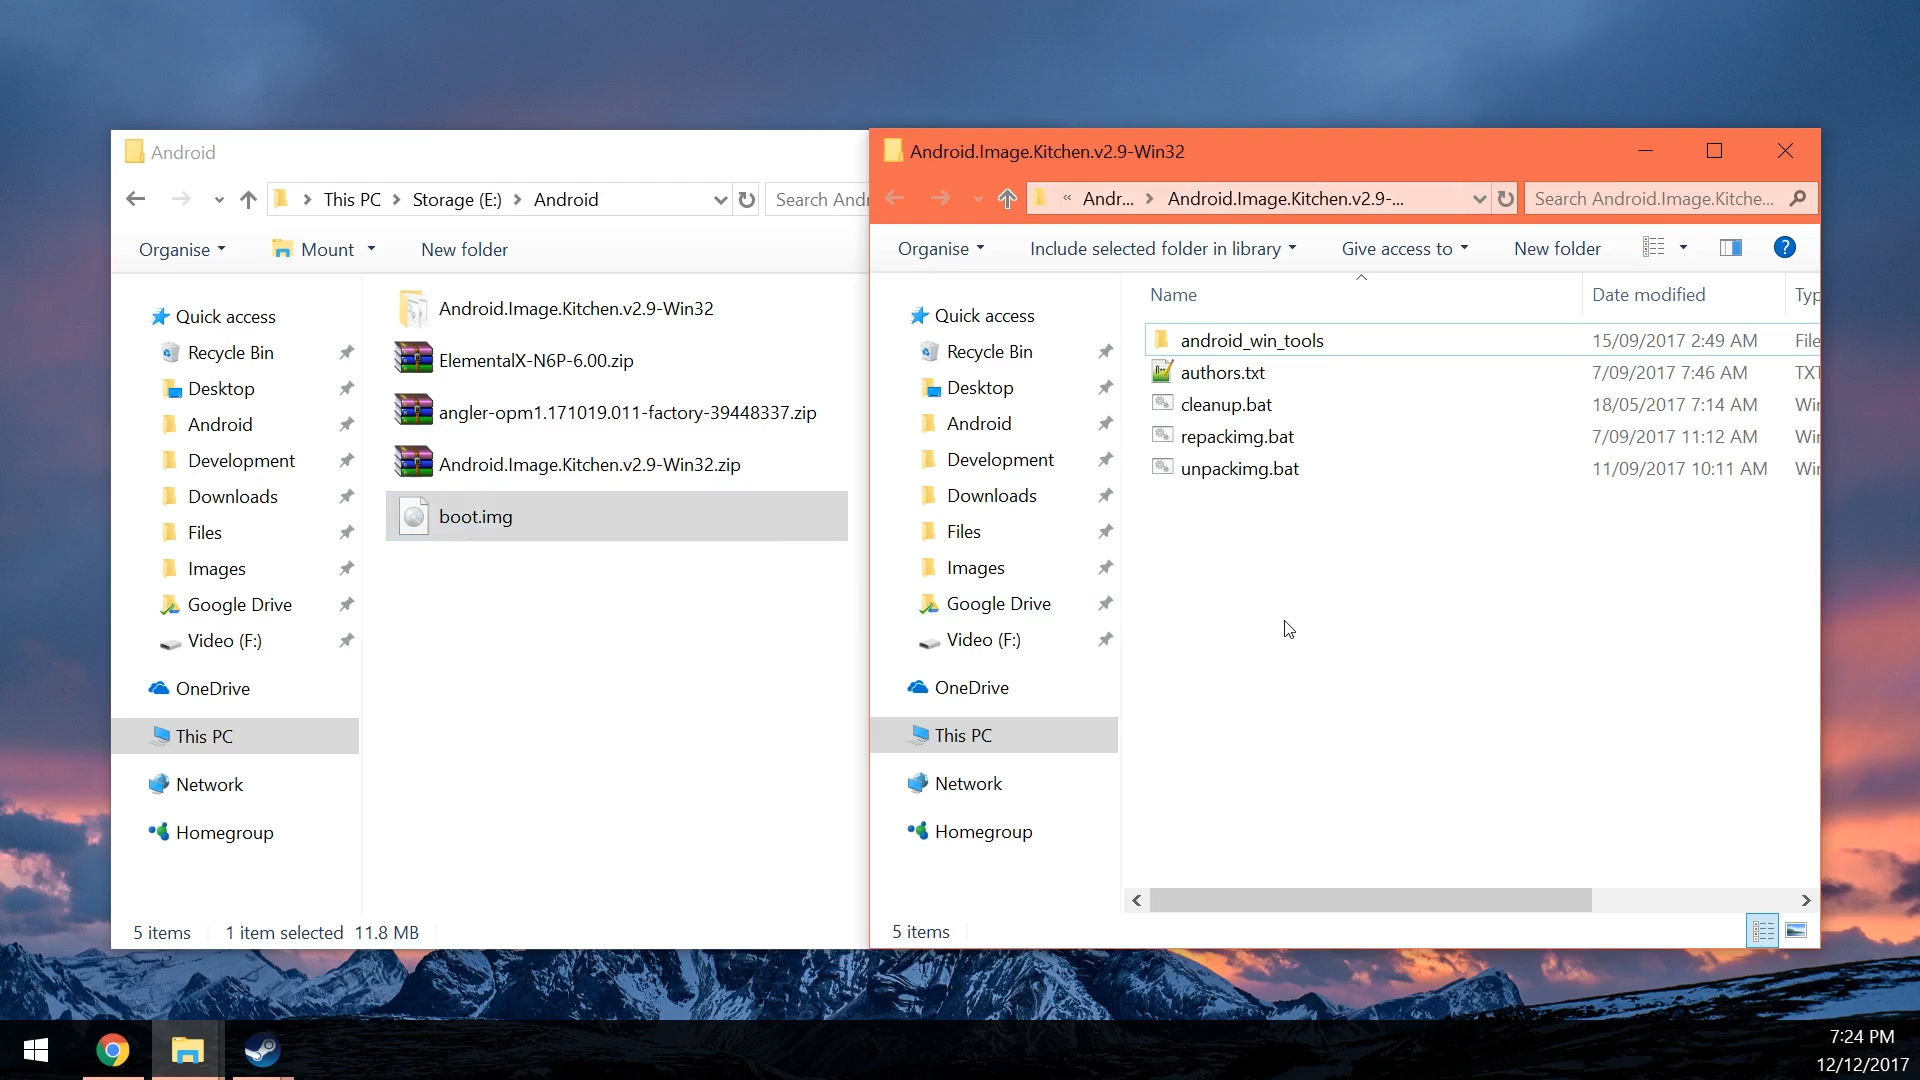 Android
This PC
Storage (E:)
Android
Search And
Organise
Mount
New folder
Quick access
Recycle Bin
Desktop
Android
Development
Downloads
Files
Images
Google Drive
Video (F:)
OneDrive
This PC
Network
Homegroup
Android.Image.Kitchen.v2.9-Win32
ElementalX-N6P-6.00.zip
angler-opm1.171019.011-factory-39448337.zip
Android.Image.Kitchen.v2.9-Win32.zip
boot.img
5 items 1 item selected 11.8 MB
Android.Image.Kitchen.v2.9-Win32
« Andr...
Android.Image.Kitchen.v2.9-...
Search Android.Image.Kitche...
Organise
Include selected folder in library
Give access to
New folder
?
Quick access
Recycle Bin
Desktop
Android
Development
Downloads
Files
Images
Google Drive
Video (F:)
OneDrive
This PC
Network
Homegroup
Name Date modified Typ
android_win_tools 15/09/2017 2:49 AM File
authors.txt 7/09/2017 7:46 AM TXT
cleanup.bat 18/05/2017 7:14 AM Win
repackimg.bat 7/09/2017 11:12 AM Win
unpackimg.bat 11/09/2017 10:11 AM Win
5 items
7:24 PM
12/12/2017